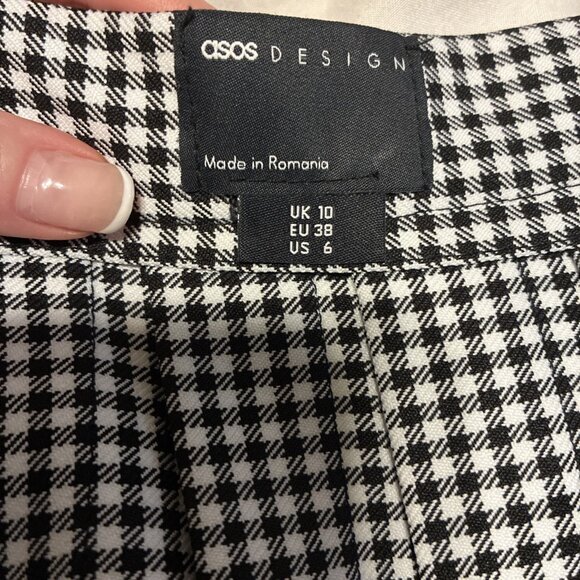 asos DESIGN
Made in Romania
UK 10
EU 38
US 6